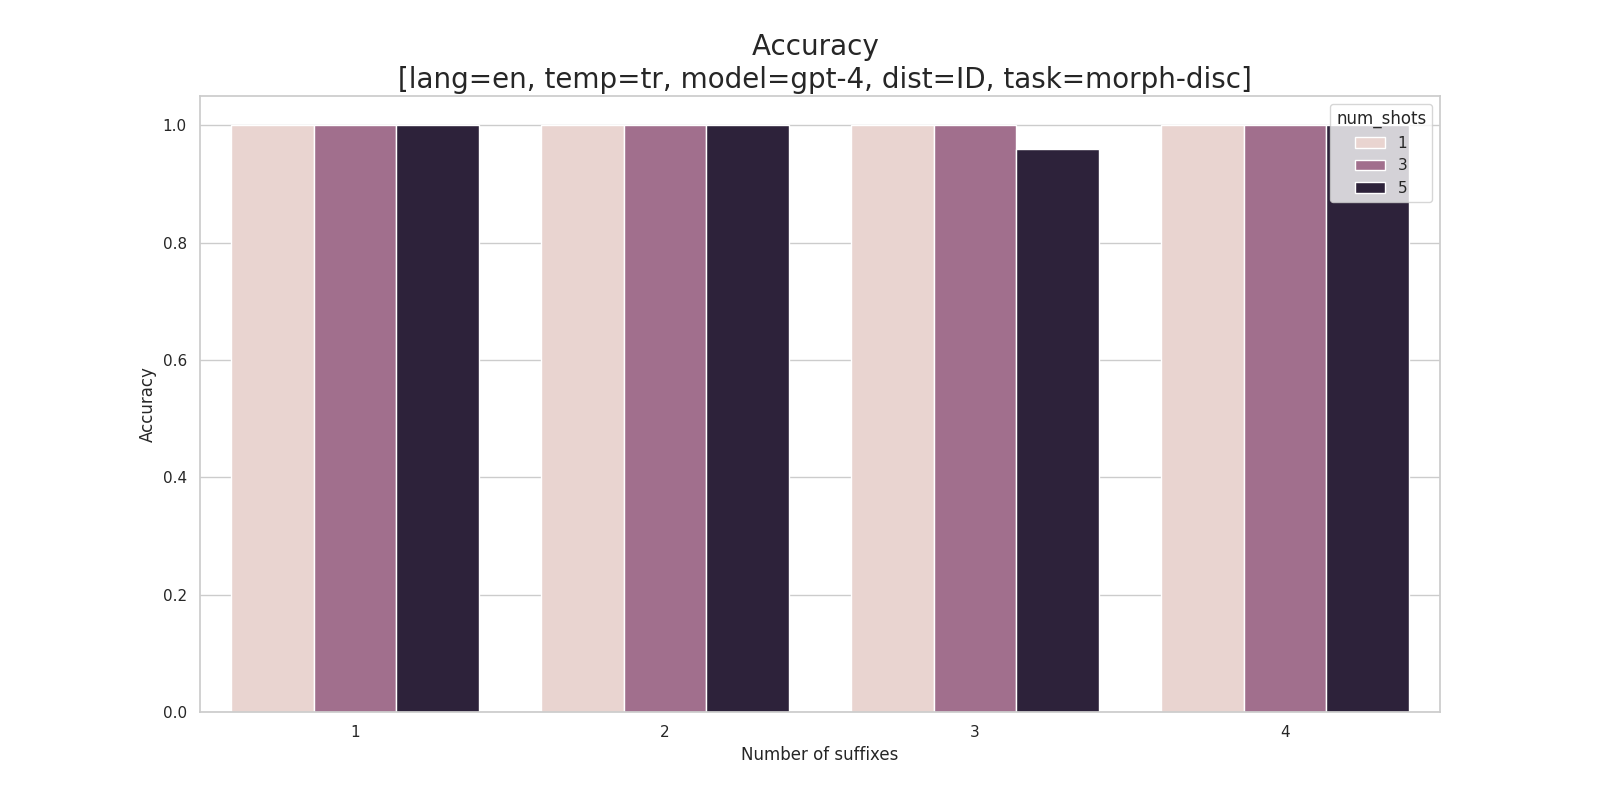 Accuracy
[lang=en, temp=tr, model=gpt-4, dist=ID, task=morph-disc]
num_shots
1
3
5
1.0
0.8
0.6
0.4
0.2
0.0
Accuracy
1 2 3 4
Number of suffixes